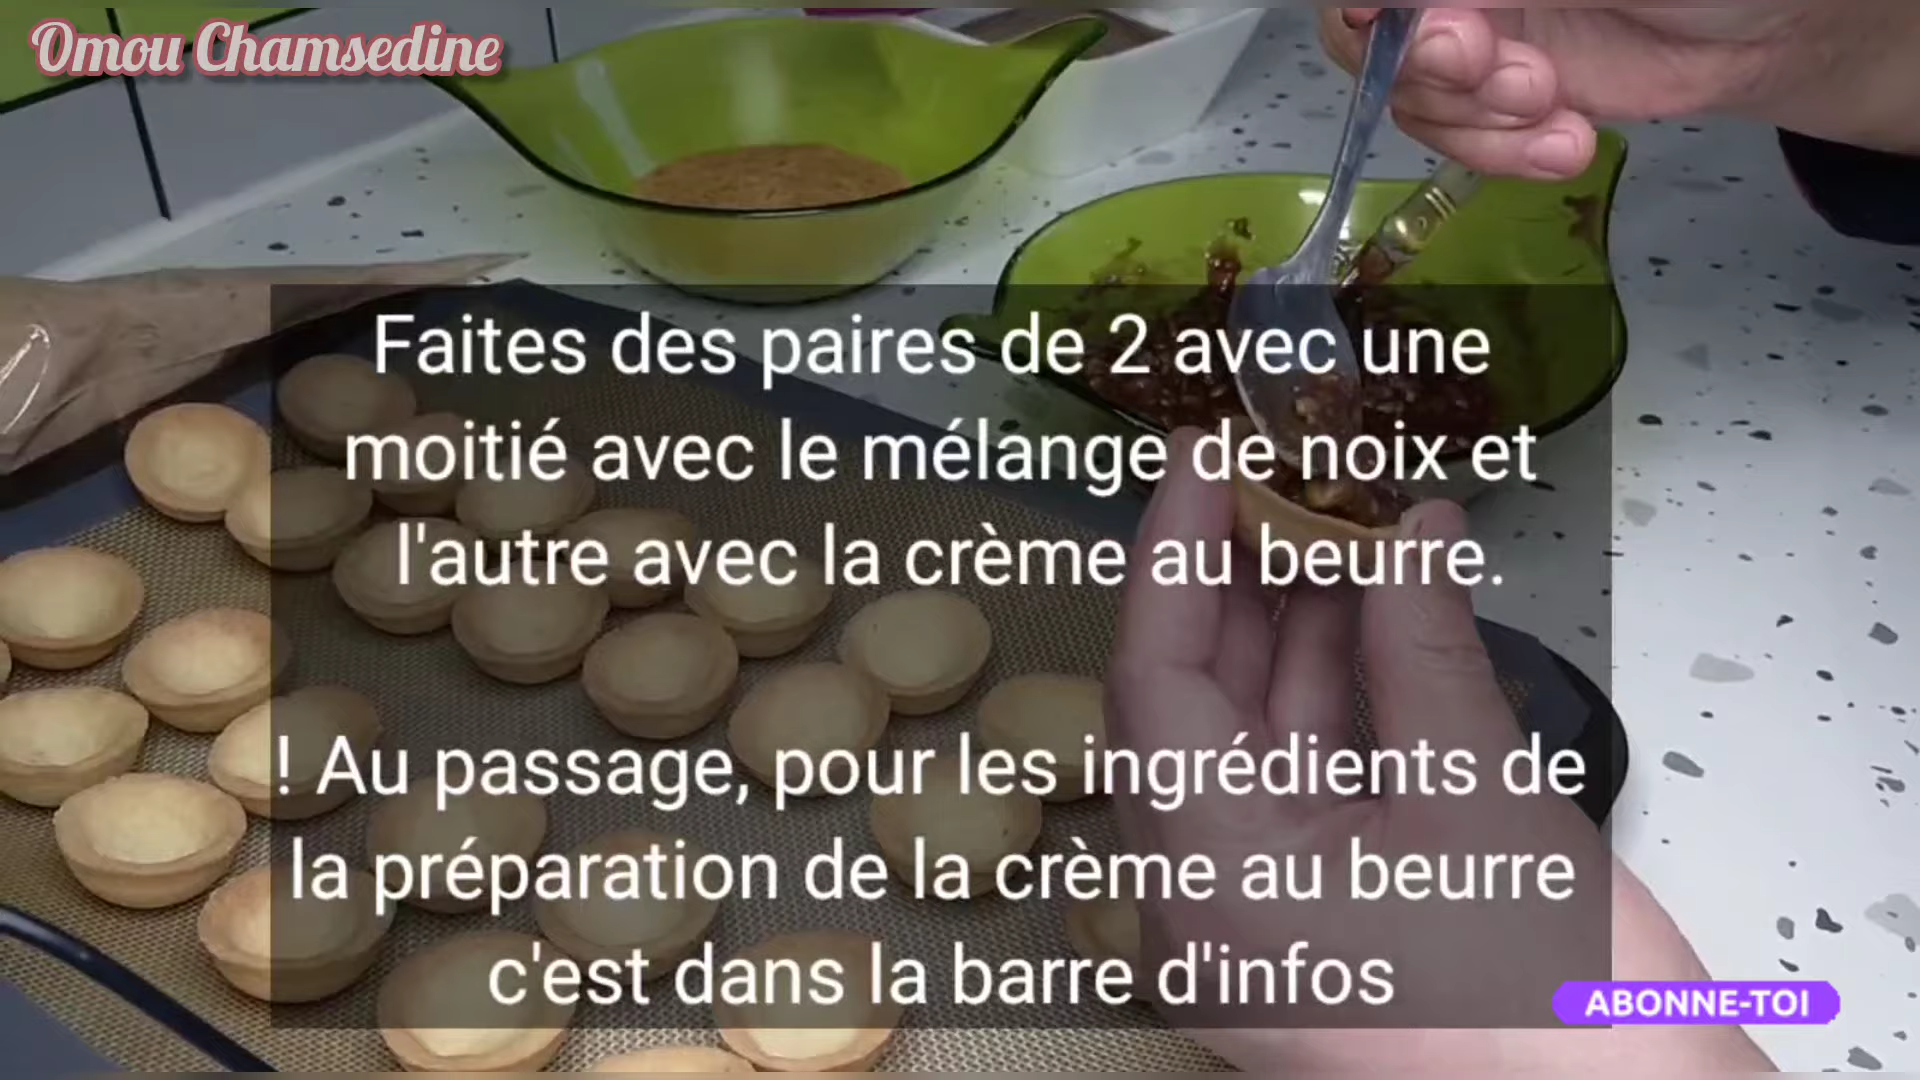 Omou Chamsedine
Faites des paires de 2 avec une
moitié avec le mélange de noix et
l'autre avec la crème au beurre.
! Au passage, pour les ingrédients de
la préparation de la crème au beurre
c'est dans la barre d'infos
ABONNE-TOI